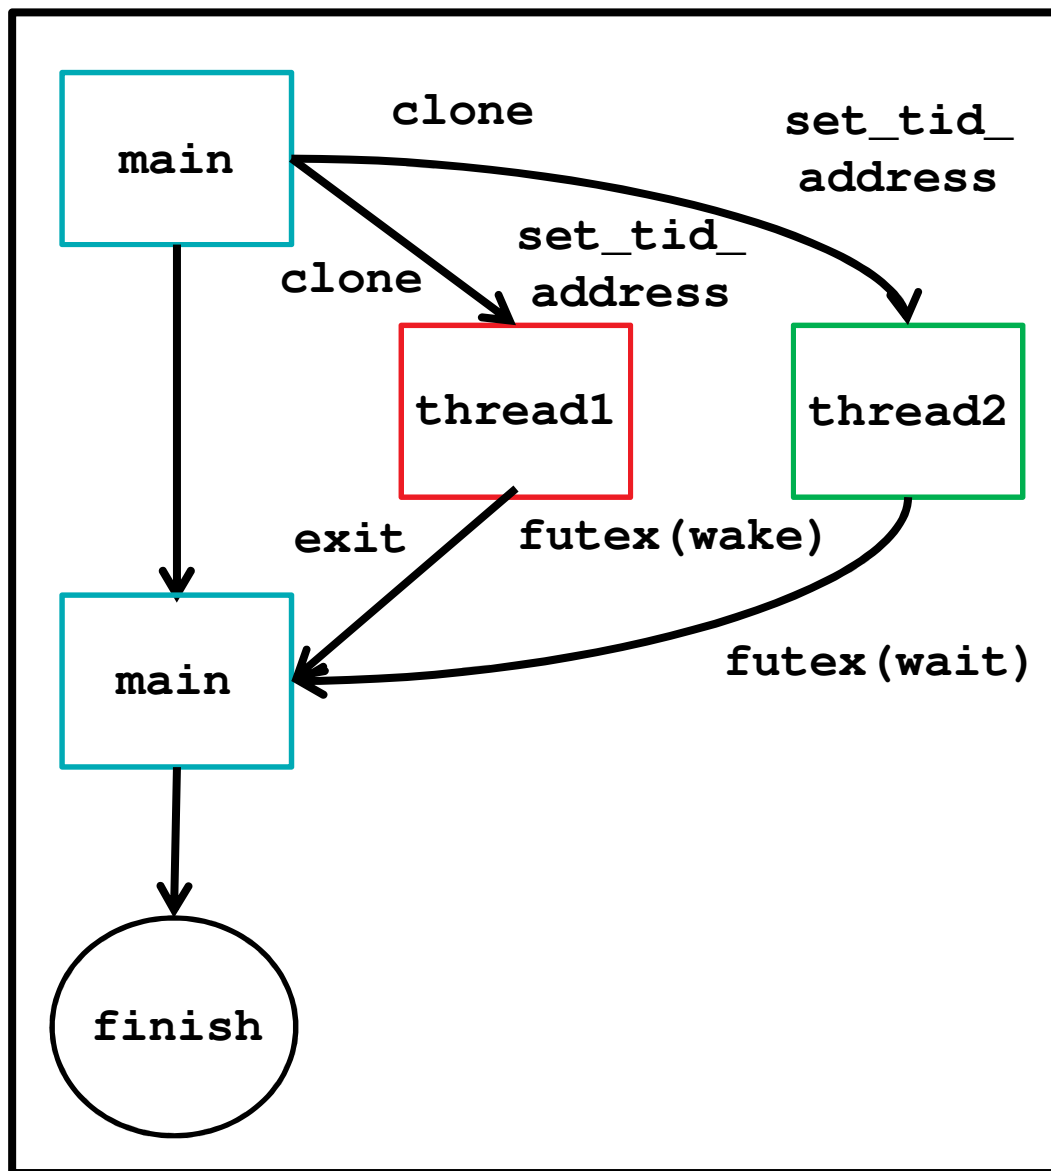 clone
set_tid_
address
main
set_tid_
address
clone
thread1
thread2
exit
futex(wake)
futex(wait)
main
finish